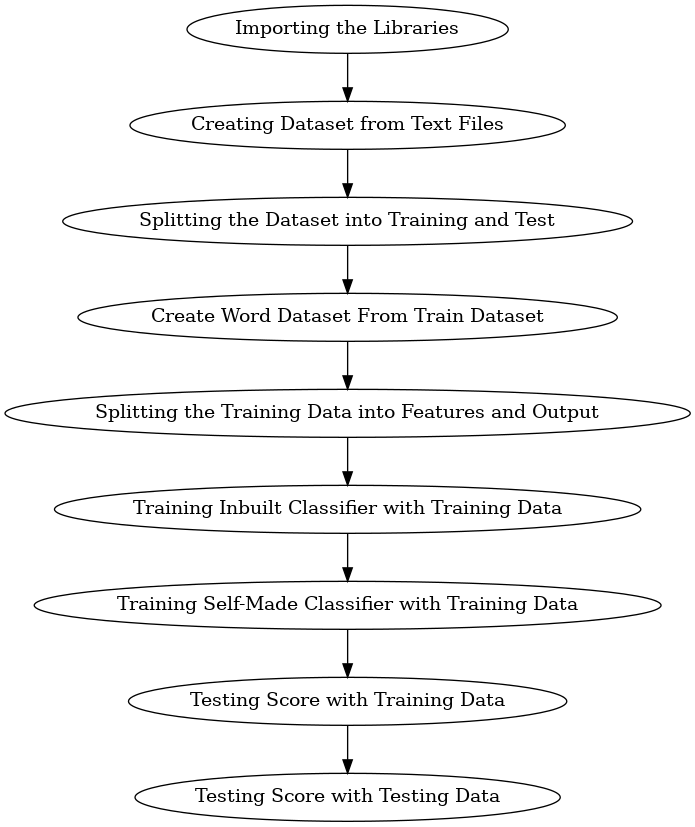 Importing the Libraries
Creating Dataset from Text Files
Splitting the Dataset into Training and Test
Create Word Dataset From Train Dataset
Splitting the Training Data into Features and Output
Training Inbuilt Classifier with Training Data
Training Self-Made Classifier with Training Data
Testing Score with Training Data
Testing Score with Testing Data